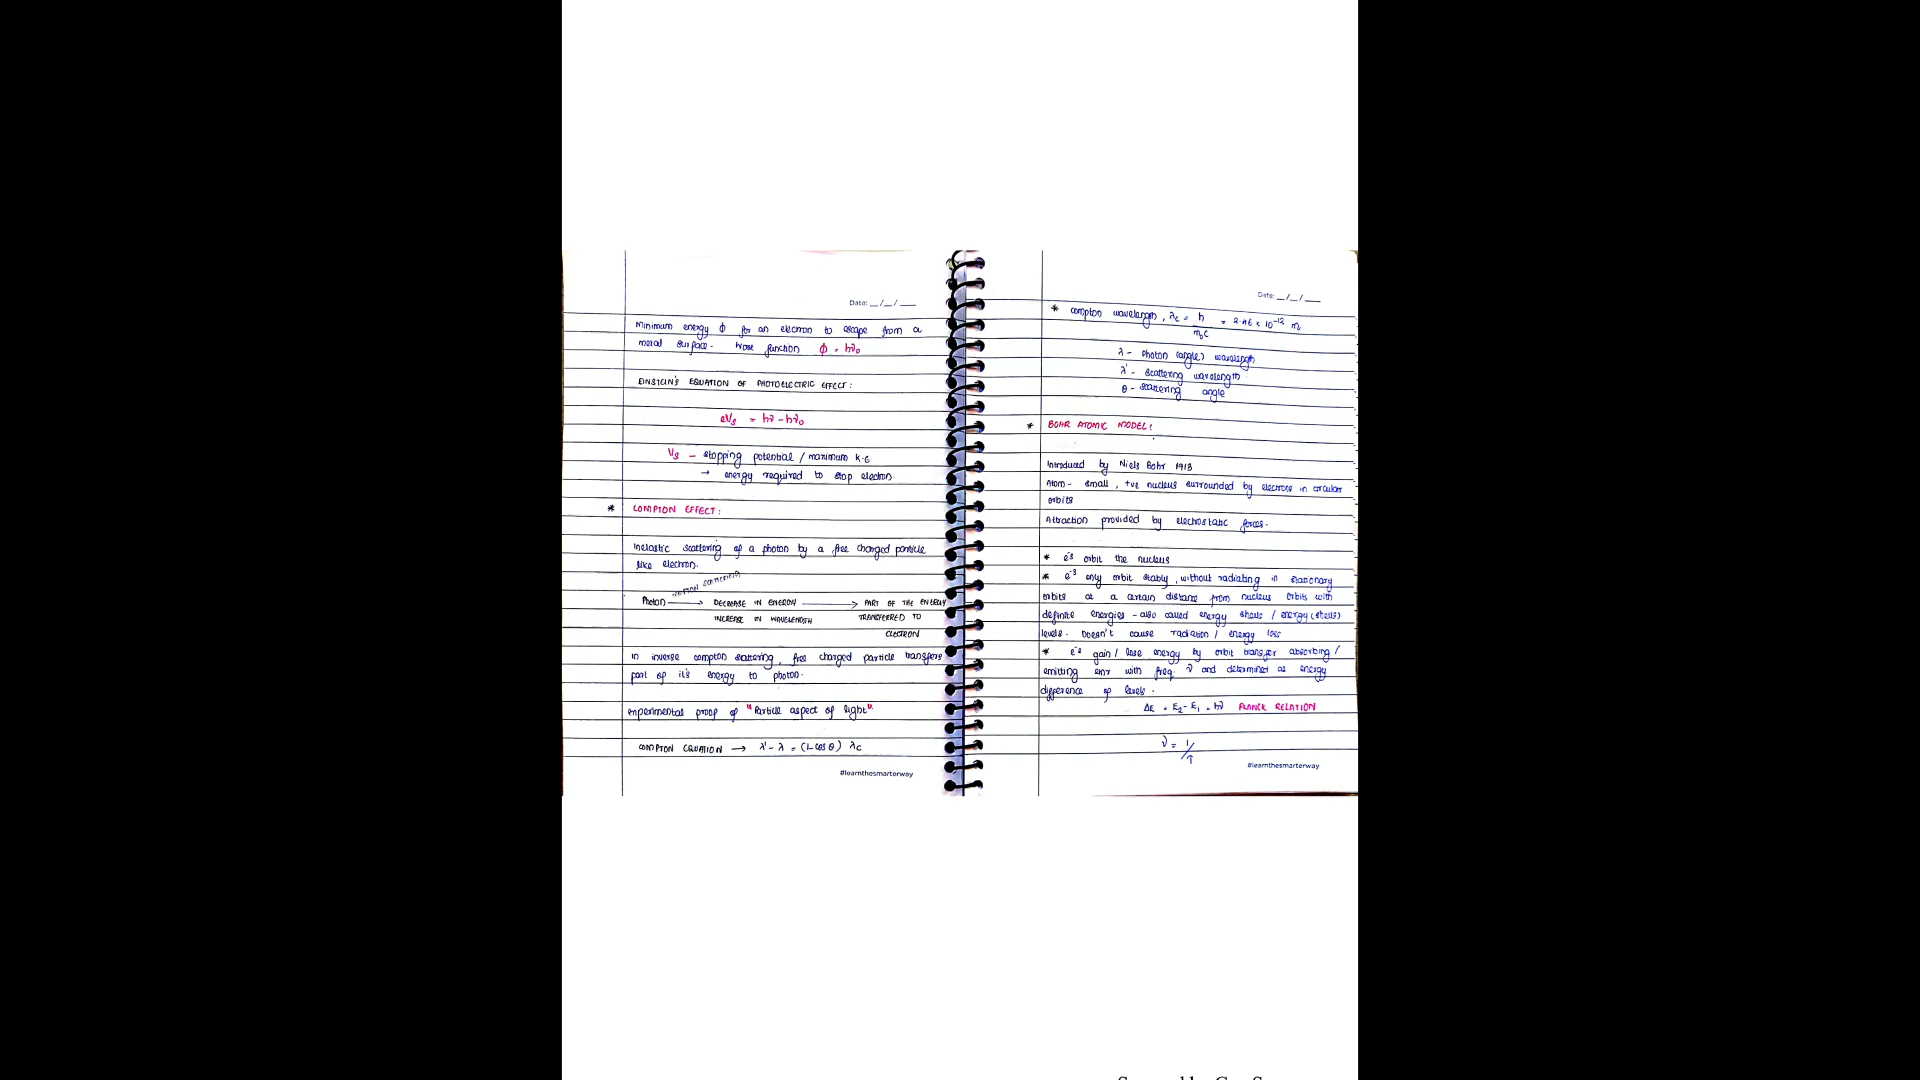 Date: __/__/___
Minimum energy ϕ for an electron to escape from a
metal surface - Work function ϕ = hν₀
EINSTEIN'S EQUATION OF PHOTOELECTRIC EFFECT:
eVs = hν - hν₀
Vs - stopping potential / maximum K.E
→ energy required to stop electron.
* COMPTON EFFECT:
Inelastic scattering of a photon by a free charged particle
like electron.
Photon → DECREASE IN ENERGY → PART OF THE ENERGY
INCREASE IN WAVELENGTH TRANSFERRED TO
ELECTRON
In inverse compton scattering, free charged particle transfers
part of it's energy to photon.
experimental proof of "Particle aspect of light".
COMPTON EQUATION → λ' - λ = (1-cosθ) λc
#learnthesmarterway
Date: __/__/___
* compton wavelength, λc = h/m₀c = 2.426 × 10⁻¹² m
λ - Photon (angle) wavelength
λ' - scattering wavelength
θ - scattering angle
* BOHR ATOMIC MODEL:
Introduced by Niels Bohr 1913
Atom - small, +ve nucleus surrounded by electrons in circular
orbits
Attraction provided by electrostatic forces.
* e⁻s orbit the nucleus
* e⁻s only orbit stably, without radiating in stationary
orbits at a certain distance from nucleus orbits with
definite energies - also called energy shells / energy (shells)
levels. Doesn't cause radiation / energy loss
* e⁻s gain / lose energy by orbit transfer absorbing /
emitting emr with freq. ν and determined as energy
difference of levels.
ΔE = E₂ - E₁ = hν PLANCK RELATION
ν = 1/T
#learnthesmarterway